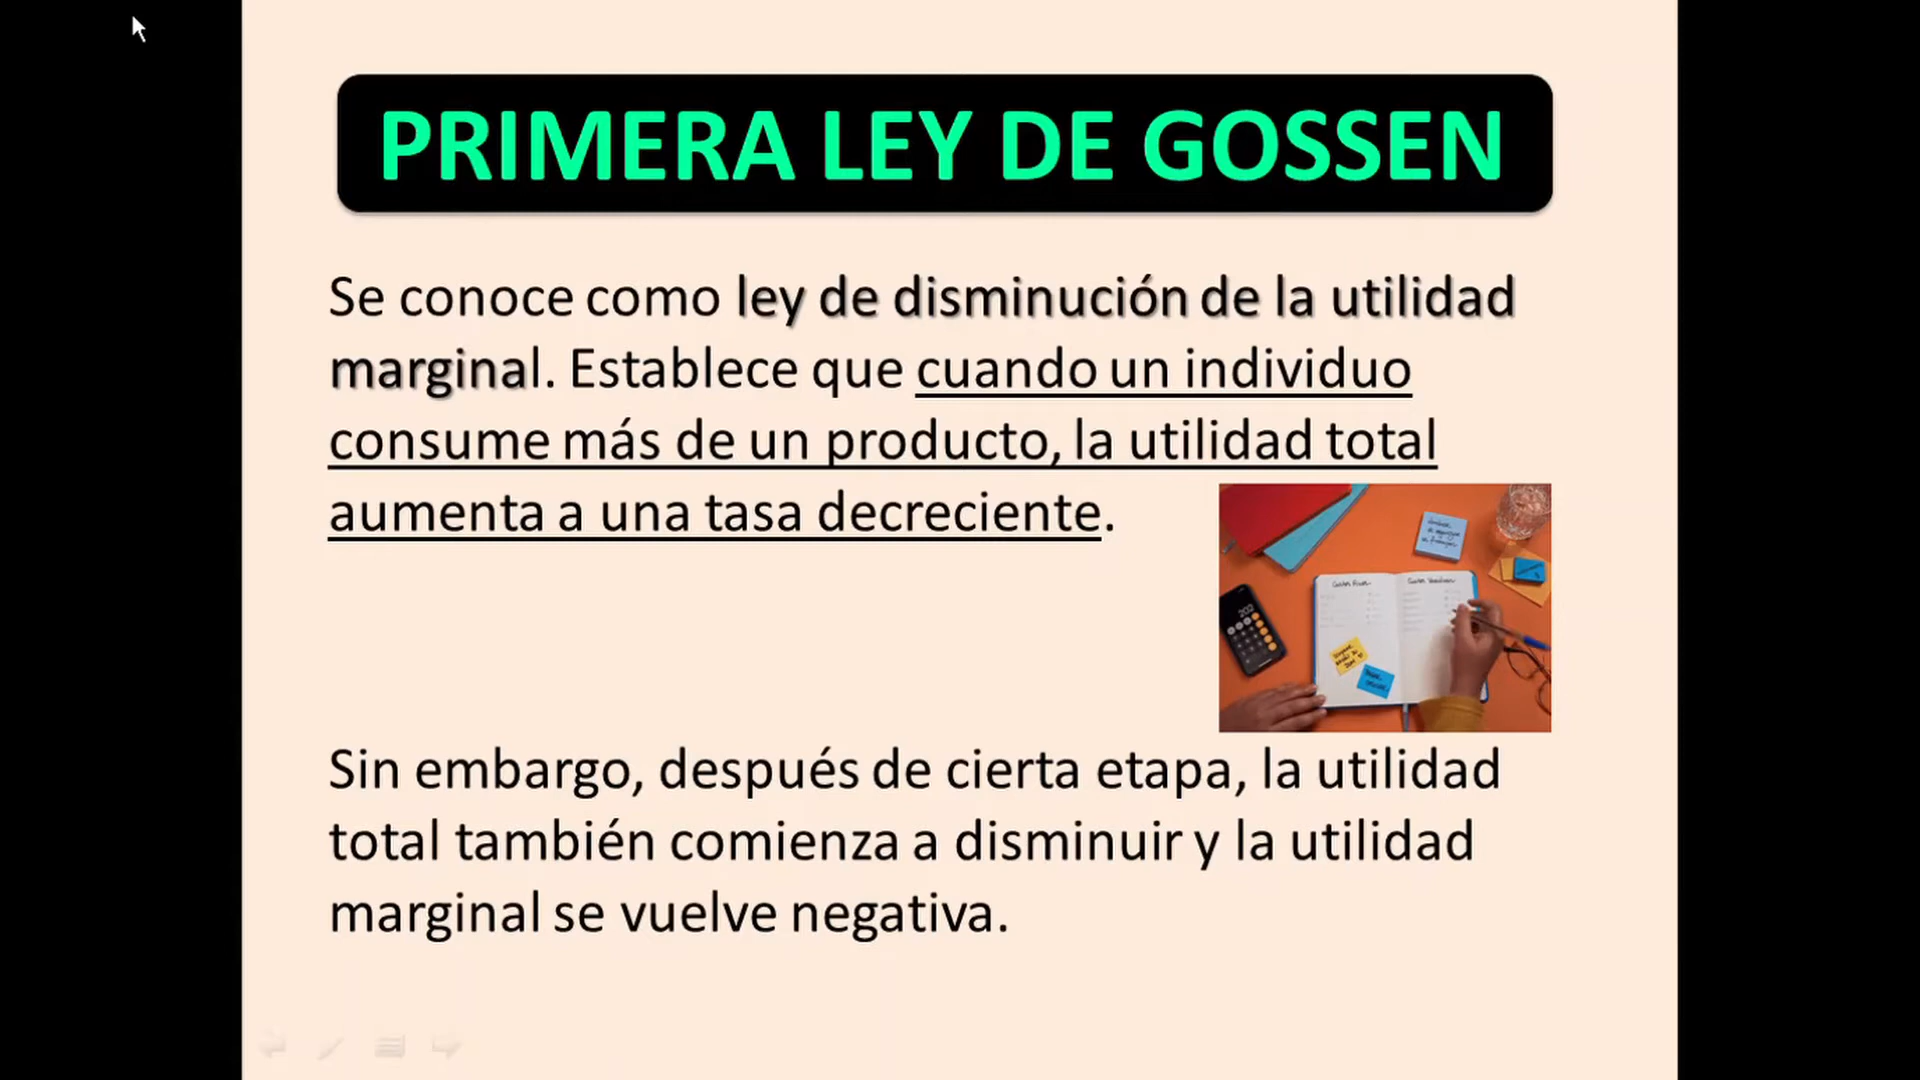 PRIMERA LEY DE GOSSEN
Se conoce como ley de disminución de la utilidad
marginal. Establece que cuando un individuo
consume más de un producto, la utilidad total
aumenta a una tasa decreciente.
202
Sin embargo, después de cierta etapa, la utilidad
total también comienza a disminuir y la utilidad
marginal se vuelve negativa.